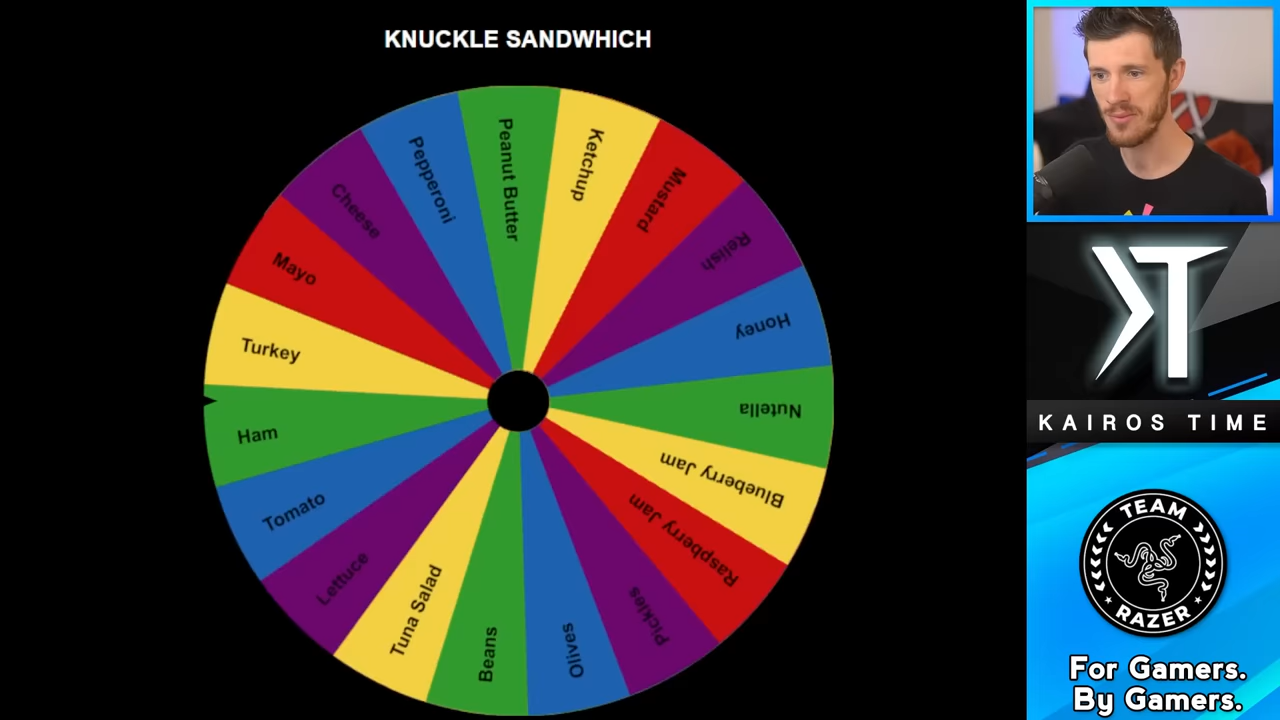 KNUCKLE SANDWHICH
Peanut Butter
Ketchup
Mustard
Relish
Honey
Nutella
Blueberry Jam
Raspberry Jam
Pickles
Olives
Beans
Tuna Salad
Lettuce
Tomato
Ham
Turkey
Mayo
Cheese
Pepperoni
KT
KAIROS TIME
TEAM
RAZER
For Gamers.
By Gamers.